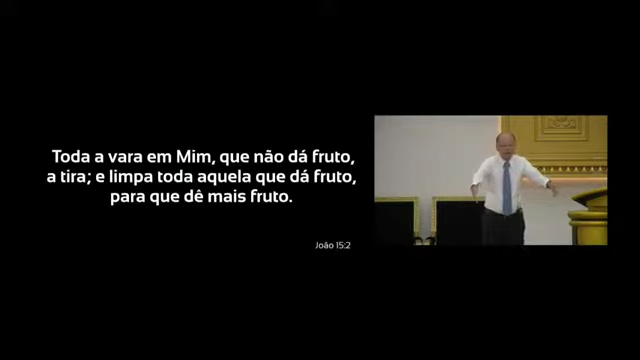 Toda a vara em Mim, que não dá fruto,
a tira; e limpa toda aquela que dá fruto,
para que dê mais fruto.
João 15:2